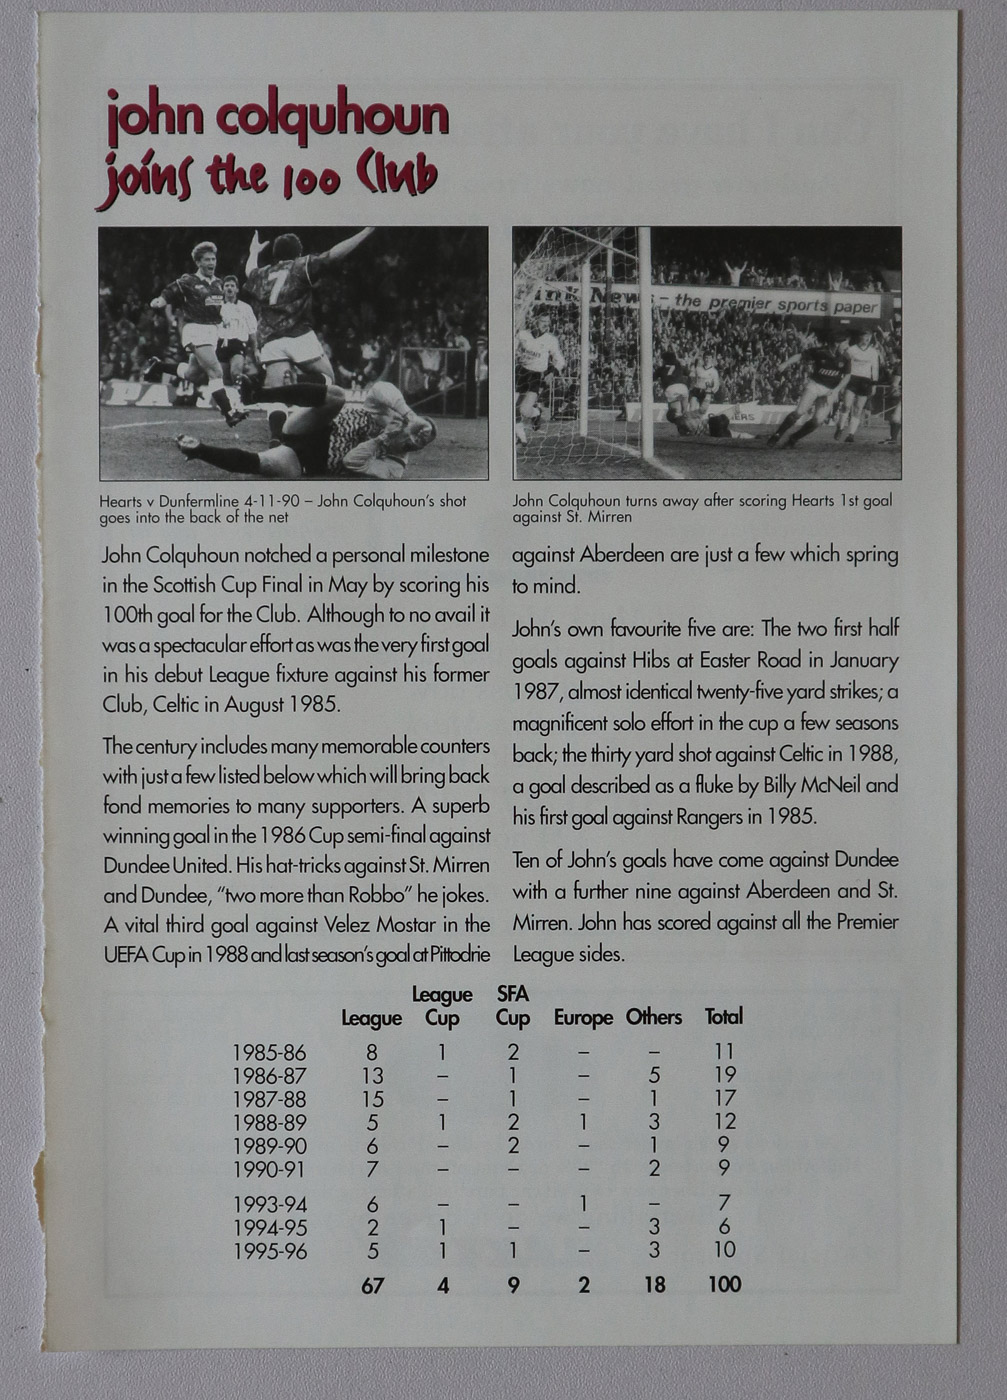 john colquhoun
joins the 100 Club
7
- the premier sports paper
Hearts v Dunfermline 4-11-90 – John Colquhoun's shot
goes into the back of the net
John Colquhoun turns away after scoring Hearts 1st goal
against St. Mirren
John Colquhoun notched a personal milestone
in the Scottish Cup Final in May by scoring his
100th goal for the Club. Although to no avail it
was a spectacular effort as was the very first goal
in his debut League fixture against his former
Club, Celtic in August 1985.
The century includes many memorable counters
with just a few listed below which will bring back
fond memories to many supporters. A superb
winning goal in the 1986 Cup semi-final against
Dundee United. His hat-tricks against St. Mirren
and Dundee, "two more than Robbo" he jokes.
A vital third goal against Velez Mostar in the
UEFA Cup in 1988 and last season's goal at Pittodrie
against Aberdeen are just a few which spring
to mind.
John's own favourite five are: The two first half
goals against Hibs at Easter Road in January
1987, almost identical twenty-five yard strikes; a
magnificent solo effort in the cup a few seasons
back; the thirty yard shot against Celtic in 1988,
a goal described as a fluke by Billy McNeil and
his first goal against Rangers in 1985.
Ten of John's goals have come against Dundee
with a further nine against Aberdeen and St.
Mirren. John has scored against all the Premier
League sides.
League SFA
League Cup Cup Europe Others Total
1985-86 8 1 2 – – 11
1986-87 13 – 1 – 5 19
1987-88 15 – 1 – 1 17
1988-89 5 1 2 1 3 12
1989-90 6 – 2 – 1 9
1990-91 7 – – – 2 9
1993-94 6 – – 1 – 7
1994-95 2 1 – – 3 6
1995-96 5 1 1 – 3 10
67 4 9 2 18 100